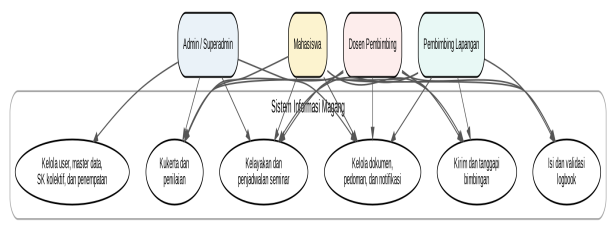 Admin / Superadmin
Mahasiswa
Dosen Pembimbing
Pembimbing Lapangan
Sistem Informasi Magang
Kelola user, master data,
SK kolektif, dan penempatan
Kukerta dan
penilaian
Kelayakan dan
penjadwalan seminar
Kelola dokumen,
pedoman, dan notifikasi
Kirim dan tanggapi
bimbingan
Isi dan validasi
logbook